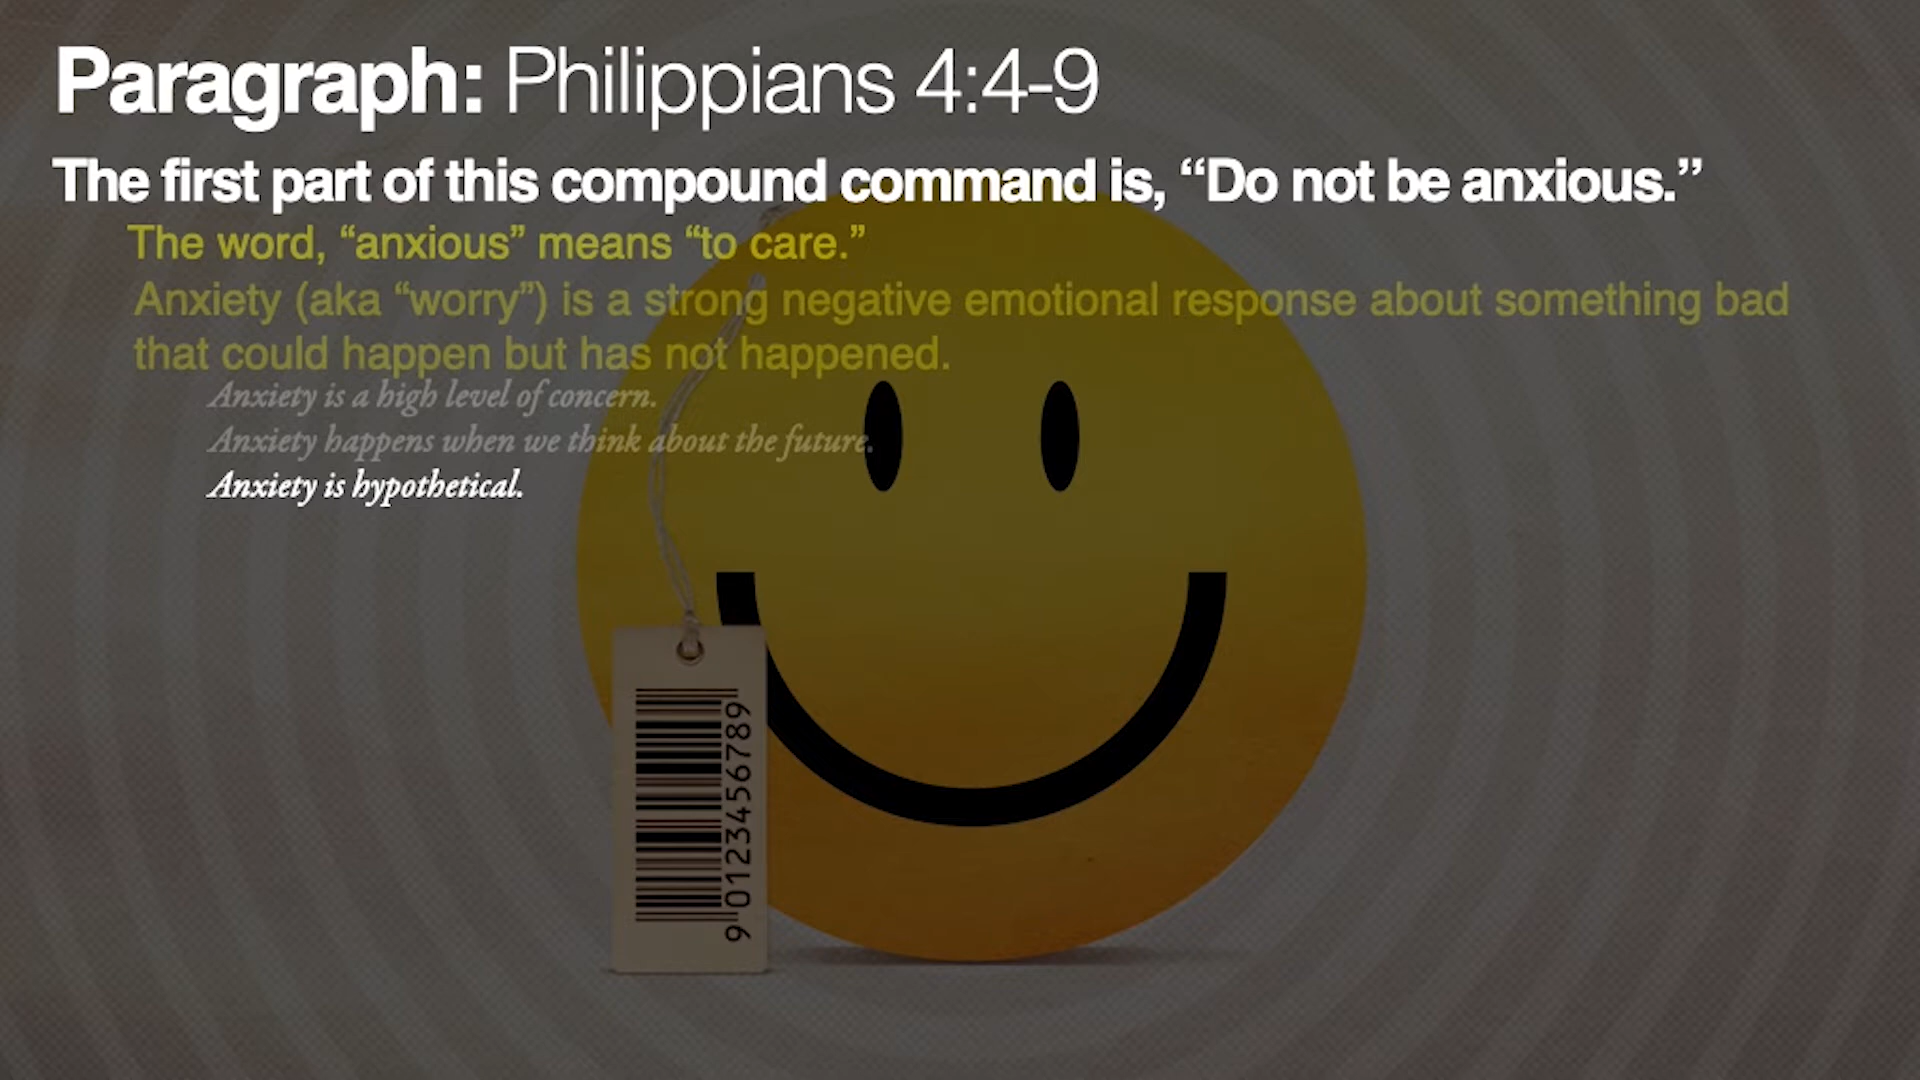 Paragraph: Philippians 4:4-9
The first part of this compound command is, “Do not be anxious.”
The word, “anxious” means “to care.”
Anxiety (aka “worry”) is a strong negative emotional response about something bad
that could happen but has not happened.
Anxiety is a high level of concern.
Anxiety happens when we think about the future.
Anxiety is hypothetical.
9 0123456789